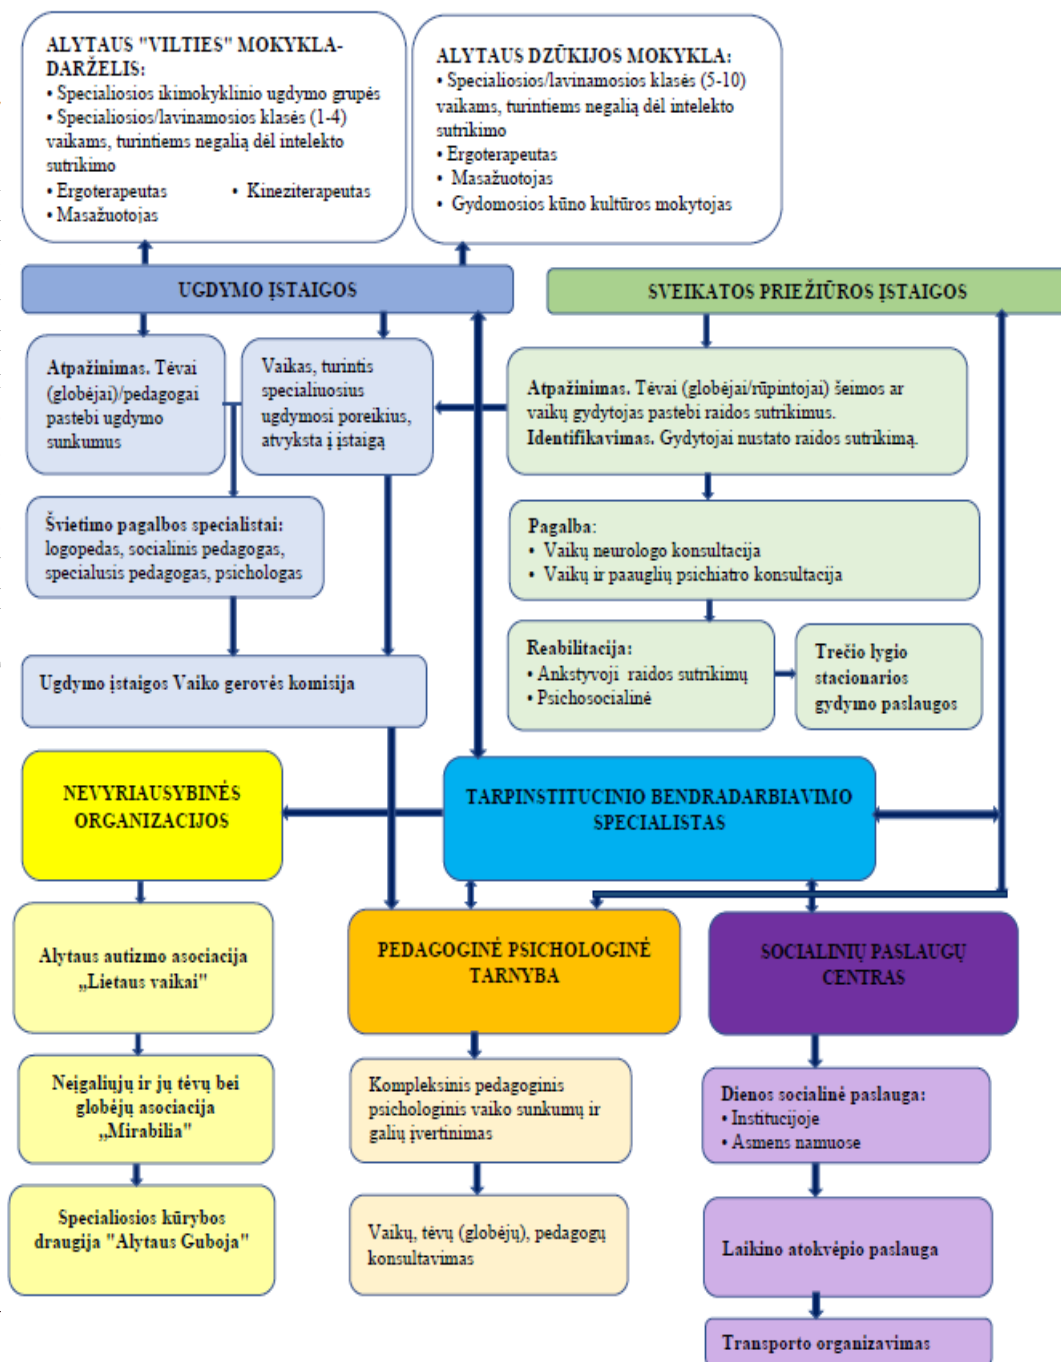 ALYTAUS "VILTIES" MOKYKLA-
DARŽELIS:
• Specialiosios ikimokyklinio ugdymo grupės
• Specialiosios/lavinamosios klasės (1-4)
vaikams, turintiems negalią dėl intelekto
sutrikimo
• Ergoterapeutas • Kineziterapeutas
• Masažuotojas
ALYTAUS DZŪKIJOS MOKYKLA:
• Specialiosios/lavinamosios klasės (5-10)
vaikams, turintiems negalią dėl intelekto
sutrikimo
• Ergoterapeutas
• Masažuotojas
• Gydomosios kūno kultūros mokytojas
UGDYMO ĮSTAIGOS
SVEIKATOS PRIEŽIŪROS ĮSTAIGOS
Atpažinimas. Tėvai
(globėjai)/pedagogai
pastebi ugdymo
sunkumus
Vaikas, turintis
specialiuosius
ugdymosi poreikius,
atvyksta į įstaigą
Atpažinimas. Tėvai (globėjai/rūpintojai) šeimos ar
vaikų gydytojas pastebi raidos sutrikimus.
Identifikavimas. Gydytojai nustato raidos sutrikimą.
Švietimo pagalbos specialistai:
logopedas, socialinis pedagogas,
specialusis pedagogas, psichologas
Pagalba:
• Vaikų neurologo konsultacija
• Vaikų ir paauglių psichiatro konsultacija
Reabilitacija:
• Ankstyvoji raidos sutrikimų
• Psichosocialinė
Trečio lygio
stacionarios
gydymo paslaugos
Ugdymo įstaigos Vaiko gerovės komisija
NEVYRIAUSYBINĖS
ORGANIZACIJOS
TARPINSTITUCINIO BENDRADARBIAVIMO
SPECIALISTAS
Alytaus autizmo asociacija
„Lietaus vaikai"
PEDAGOGINĖ PSICHOLOGINĖ
TARNYBA
SOCIALINIŲ PASLAUGŲ
CENTRAS
Neįgaliųjų ir jų tėvų bei
globėjų asociacija
„Mirabilia"
Kompleksinis pedagoginis
psichologinis vaiko sunkumų ir
galių įvertinimas
Dienos socialinė paslauga:
• Institucijoje
• Asmens namuose
Specialiosios kūrybos
draugija "Alytaus Guboja"
Vaikų, tėvų (globėjų), pedagogų
konsultavimas
Laikino atokvėpio paslauga
Transporto organizavimas